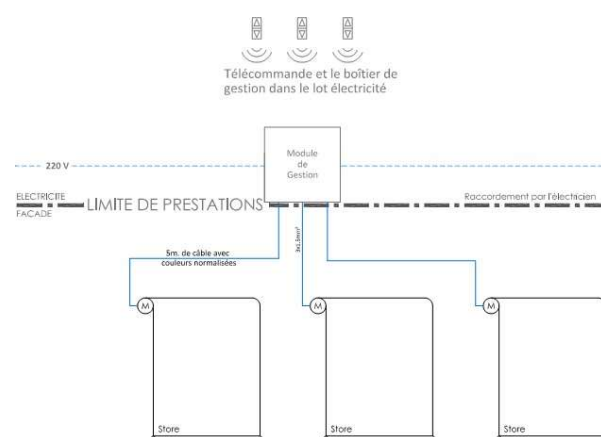 Télécommande et le boîtier de
gestion dans le lot électricité
Module
de
Gestion
220 V
ELECTRICITE
LIMITE DE PRESTATIONS
Raccordement par l'électricien
FACADE
5m. de câble avec
couleurs normalisées
3x1.5mm²
M
M
M
Store
Store
Store